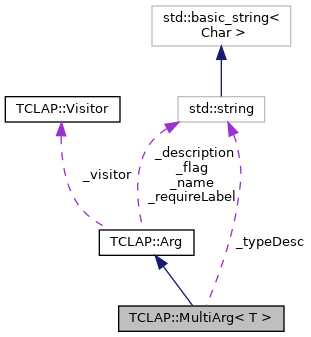 std::basic_string<
Char >
TCLAP::Visitor
std::string
_description
_flag
_name
_requireLabel
_visitor
TCLAP::Arg
_typeDesc
TCLAP::MultiArg< T >